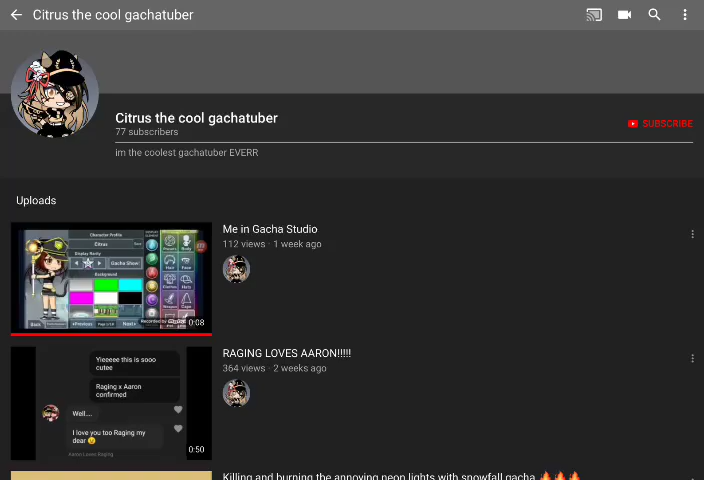 Citrus the cool gachatuber
Citrus the cool gachatuber
77 subscribers
SUBSCRIBE
im the coolest gachatuber EVERR
Uploads
Character Profile
Citrus
Display Rarity
Gacha Show!
Background
Back
Next>
0:08
Me in Gacha Studio
112 views · 1 week ago
Yieeeee this is sooo
cutee
Raging x Aaron
confirmed
Well....
I love you too Raging my
dear 😉
Aaron Loves Raging
0:50
RAGING LOVES AARON!!!!!
364 views · 2 weeks ago
Killing and burning the annoying neon lights with snowfall gacha 🔥🔥🔥